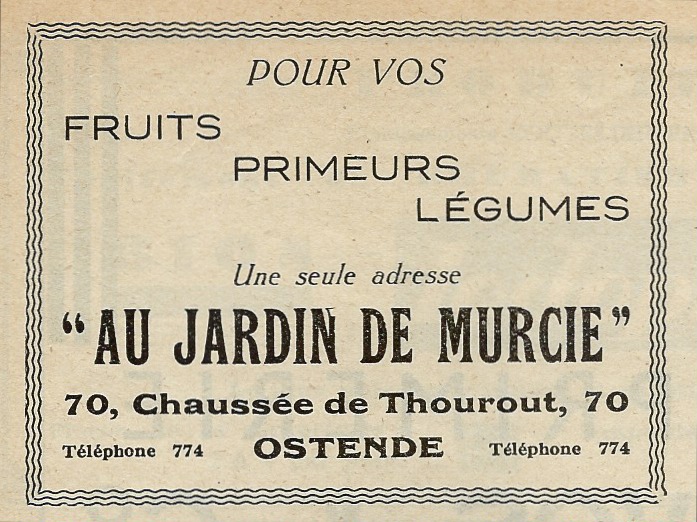 POUR VOS
FRUITS
PRIMEURS
LÉGUMES
Une seule adresse
“AU JARDIN DE MURCIE”
70, Chaussée de Thourout, 70
Téléphone 774 OSTENDE Téléphone 774